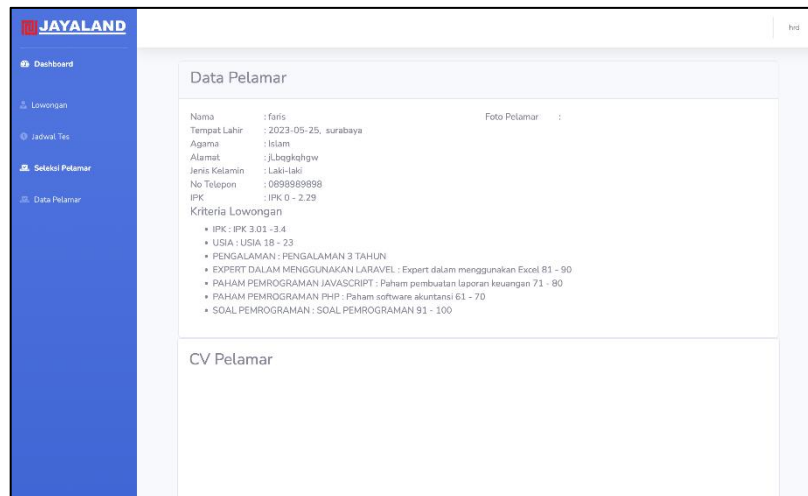 JAYALAND
hrd
Dashboard
Lowongan
Jadwal Tes
Seleksi Pelamar
Data Pelamar
Data Pelamar
Nama : faris
Foto Pelamar :
Tempat Lahir : 2023-05-25, surabaya
Agama : Islam
Alamat : jl.bqgkqhgw
Jenis Kelamin : Laki-laki
No Telepon : 0898989898
IPK : IPK 0 - 2.29
Kriteria Lowongan
• IPK : IPK 3.01 -3.4
• USIA : USIA 18 - 23
• PENGALAMAN : PENGALAMAN 3 TAHUN
• EXPERT DALAM MENGGUNAKAN LARAVEL : Expert dalam menggunakan Excel 81 - 90
• PAHAM PEMROGRAMAN JAVASCRIPT : Paham pembuatan laporan keuangan 71 - 80
• PAHAM PEMROGRAMAN PHP : Paham software akuntansi 61 - 70
• SOAL PEMROGRAMAN : SOAL PEMROGRAMAN 91 - 100
CV Pelamar